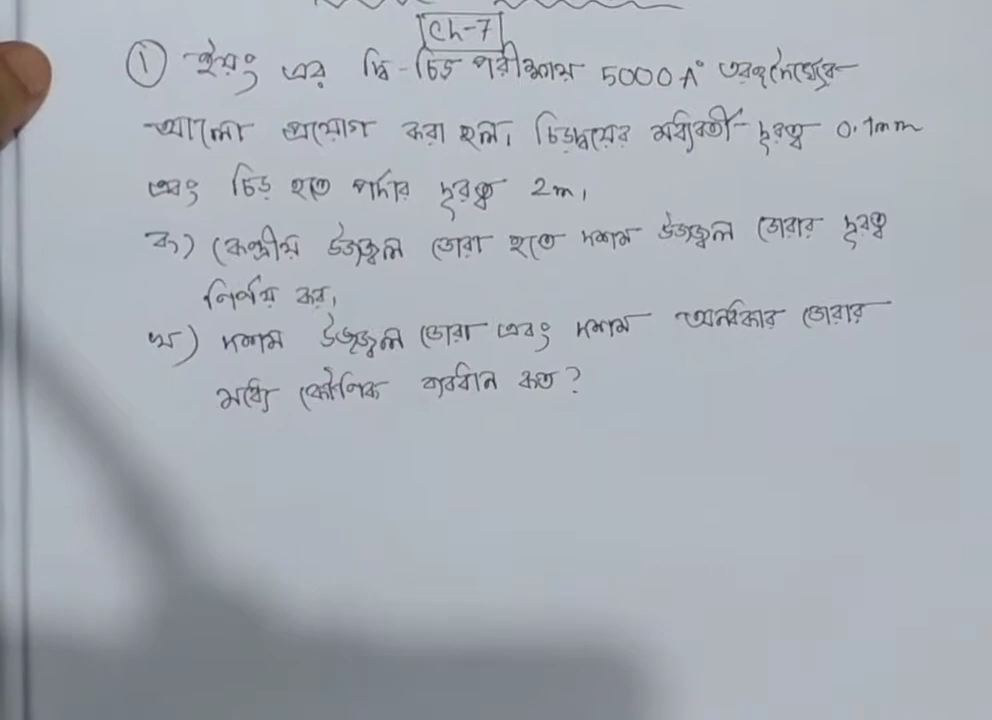 Ch-7
① ইয়ং এর দ্বি-চিড় পরীক্ষায় 5000 A° তরঙ্গদৈর্ঘ্যের
আলো প্রয়োগ করা হল। চিড়দ্বয়ের মধ্যবর্তী দূরত্ব 0.1mm
এবং চিড় হতে পর্দার দূরত্ব 2m।
ক) কেন্দ্রীয় উজ্জ্বল ডোরা হতে দশম উজ্জ্বল ডোরার দূরত্ব
নির্ণয় কর।
খ) দশম উজ্জ্বল ডোরা এবং দশম অন্ধকার ডোরার
মধ্যে কৌণিক ব্যবধান কত?